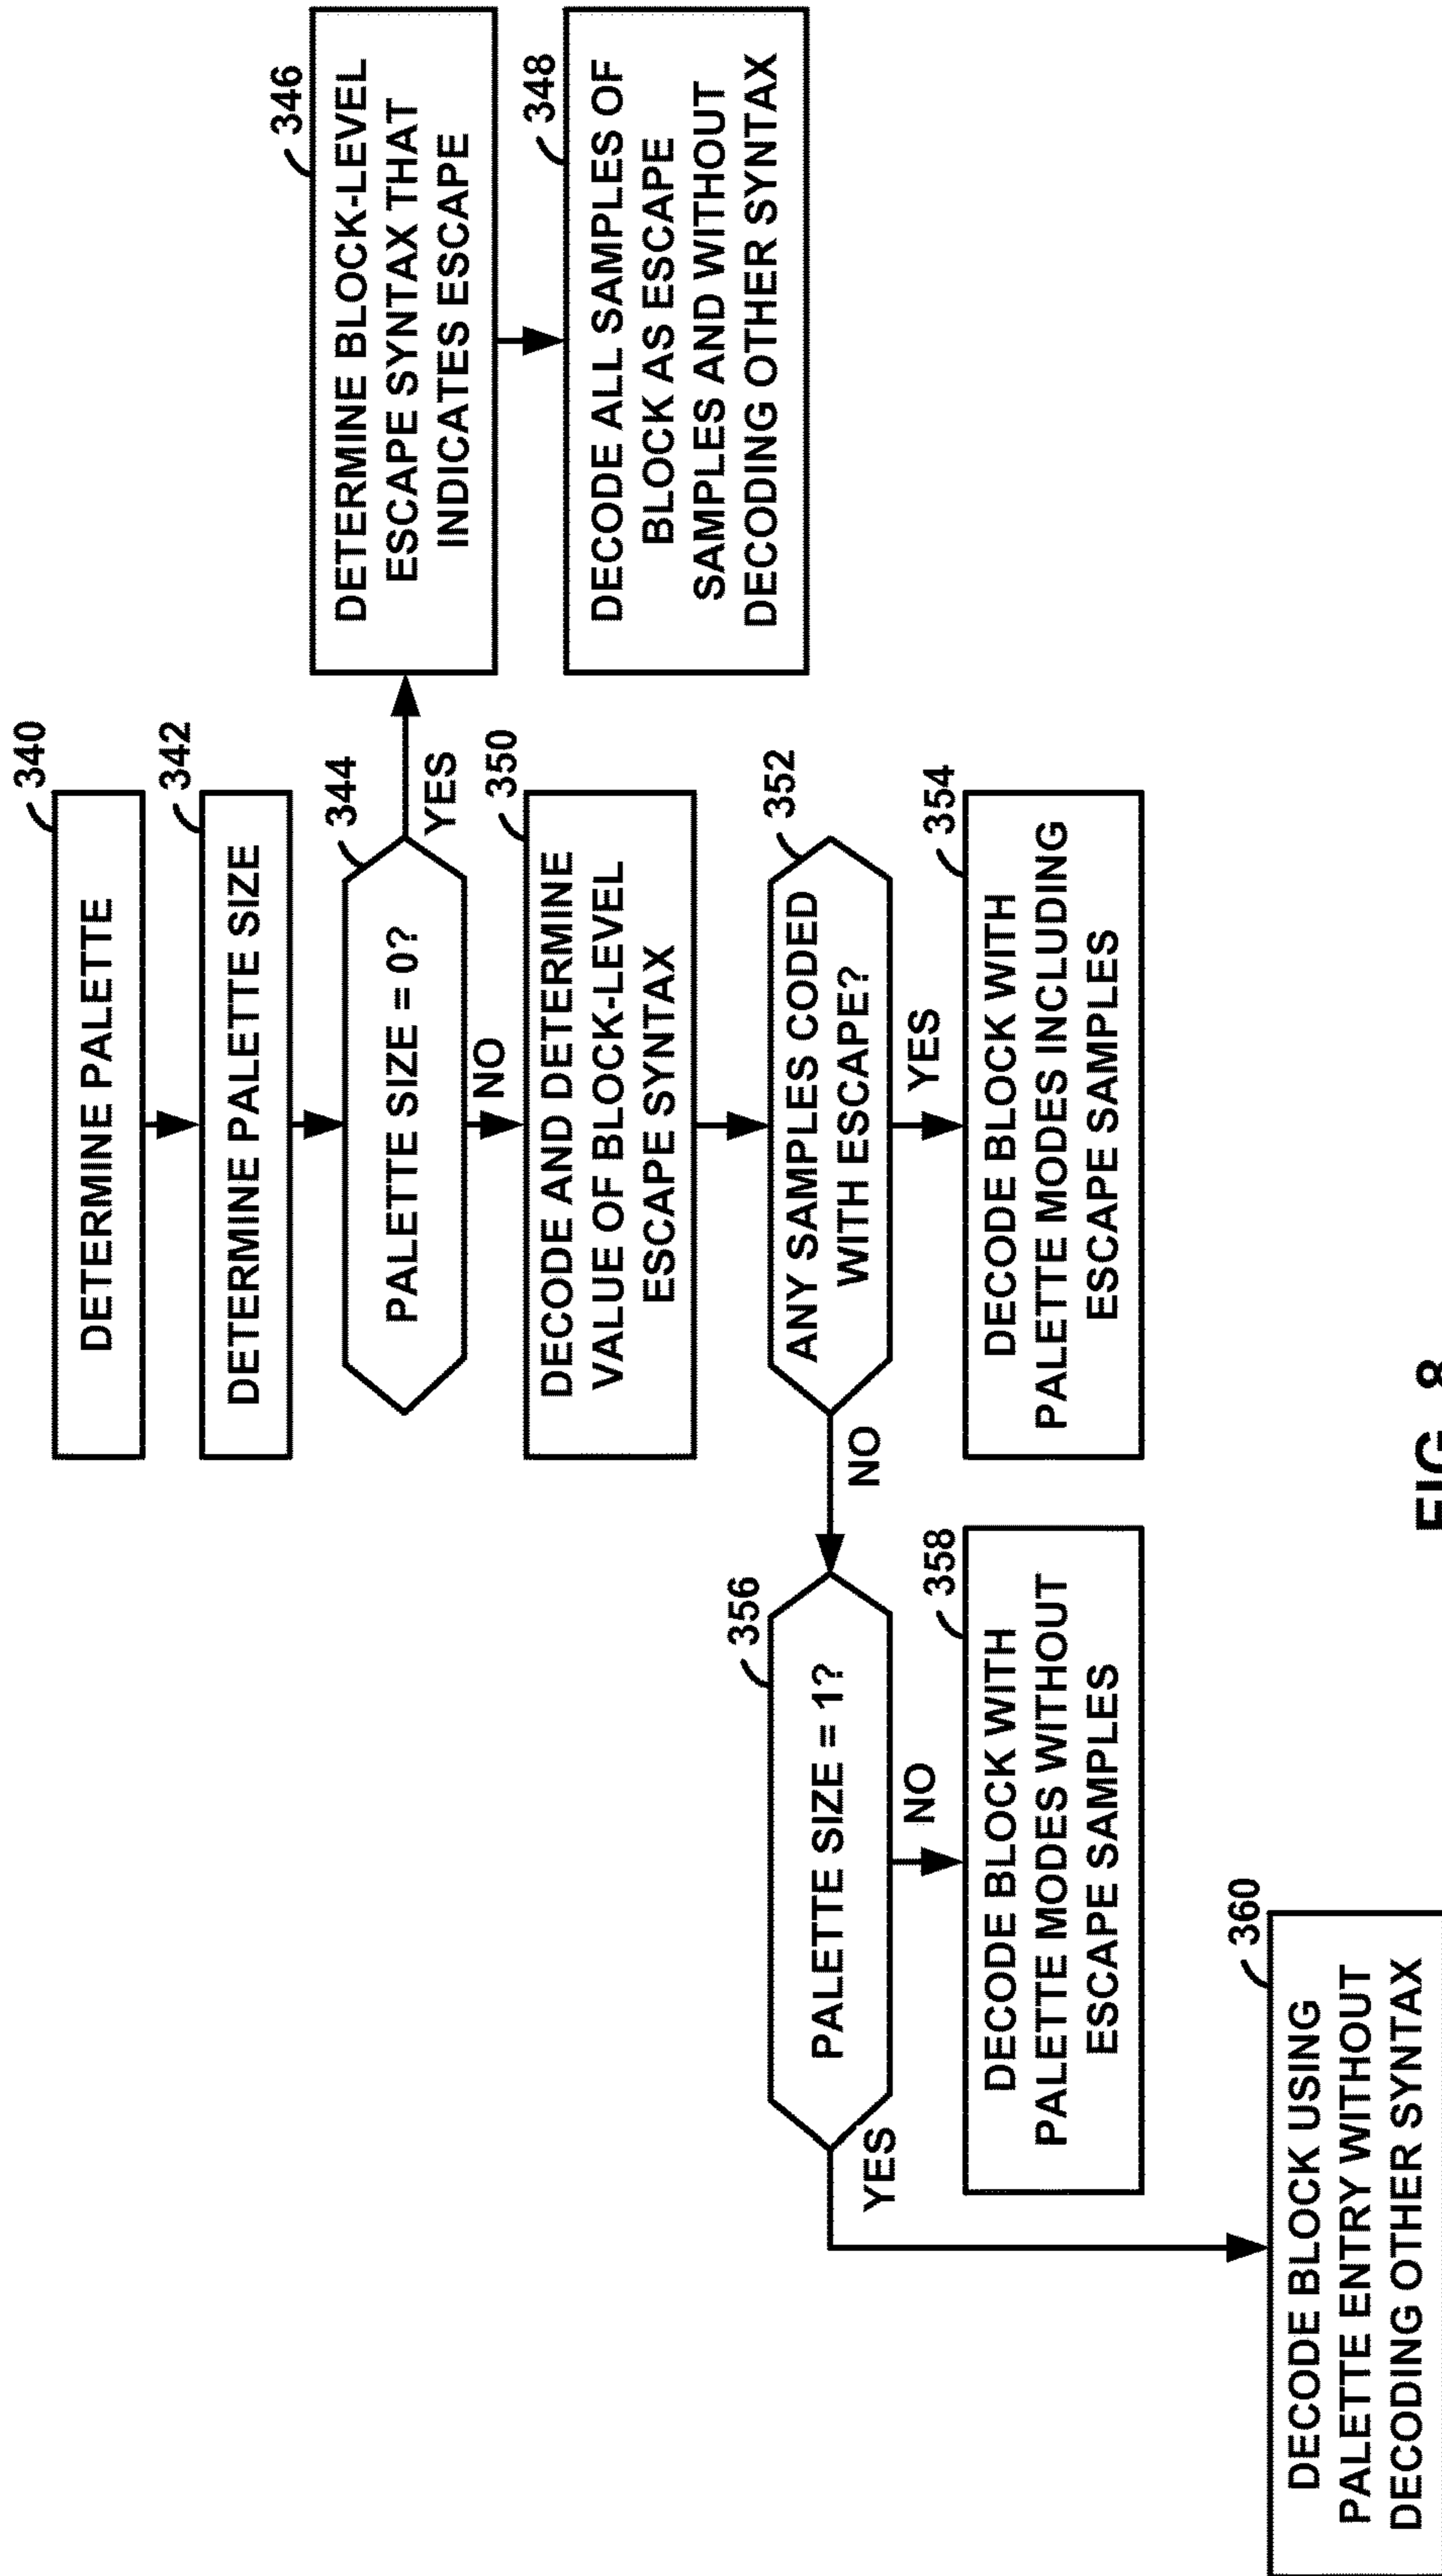 340
DETERMINE PALETTE
342
DETERMINE PALETTE SIZE
344
PALETTE SIZE = 0?
YES
NO
346
DETERMINE BLOCK-LEVEL
ESCAPE SYNTAX THAT
INDICATES ESCAPE
348
DECODE ALL SAMPLES OF
BLOCK AS ESCAPE
SAMPLES AND WITHOUT
DECODING OTHER SYNTAX
350
DECODE AND DETERMINE
VALUE OF BLOCK-LEVEL
ESCAPE SYNTAX
352
ANY SAMPLES CODED
WITH ESCAPE?
NO
YES
354
DECODE BLOCK WITH
PALETTE MODES INCLUDING
ESCAPE SAMPLES
356
PALETTE SIZE = 1?
YES
NO
358
DECODE BLOCK WITH
PALETTE MODES WITHOUT
ESCAPE SAMPLES
360
DECODE BLOCK USING
PALETTE ENTRY WITHOUT
DECODING OTHER SYNTAX
FIG. 8